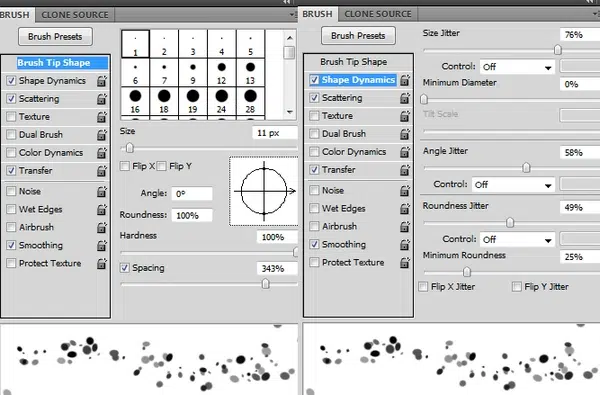 BRUSH CLONE SOURCE
Brush Presets
Brush Tip Shape
Shape Dynamics
Scattering
Texture
Dual Brush
Color Dynamics
Transfer
Noise
Wet Edges
Airbrush
Smoothing
Protect Texture
1 2 3 4 5
6 7 9 12 13
16 18 19 24 28
Size 11 px
Flip X Flip Y
Angle: 0°
Roundness: 100%
Hardness 100%
Spacing 343%
BRUSH CLONE SOURCE
Brush Presets
Brush Tip Shape
Shape Dynamics
Scattering
Texture
Dual Brush
Color Dynamics
Transfer
Noise
Wet Edges
Airbrush
Smoothing
Protect Texture
Size Jitter 76%
Control: Off
Minimum Diameter 0%
Tilt Scale
Angle Jitter 58%
Control: Off
Roundness Jitter 49%
Control: Off
Minimum Roundness 25%
Flip X Jitter Flip Y Jitter